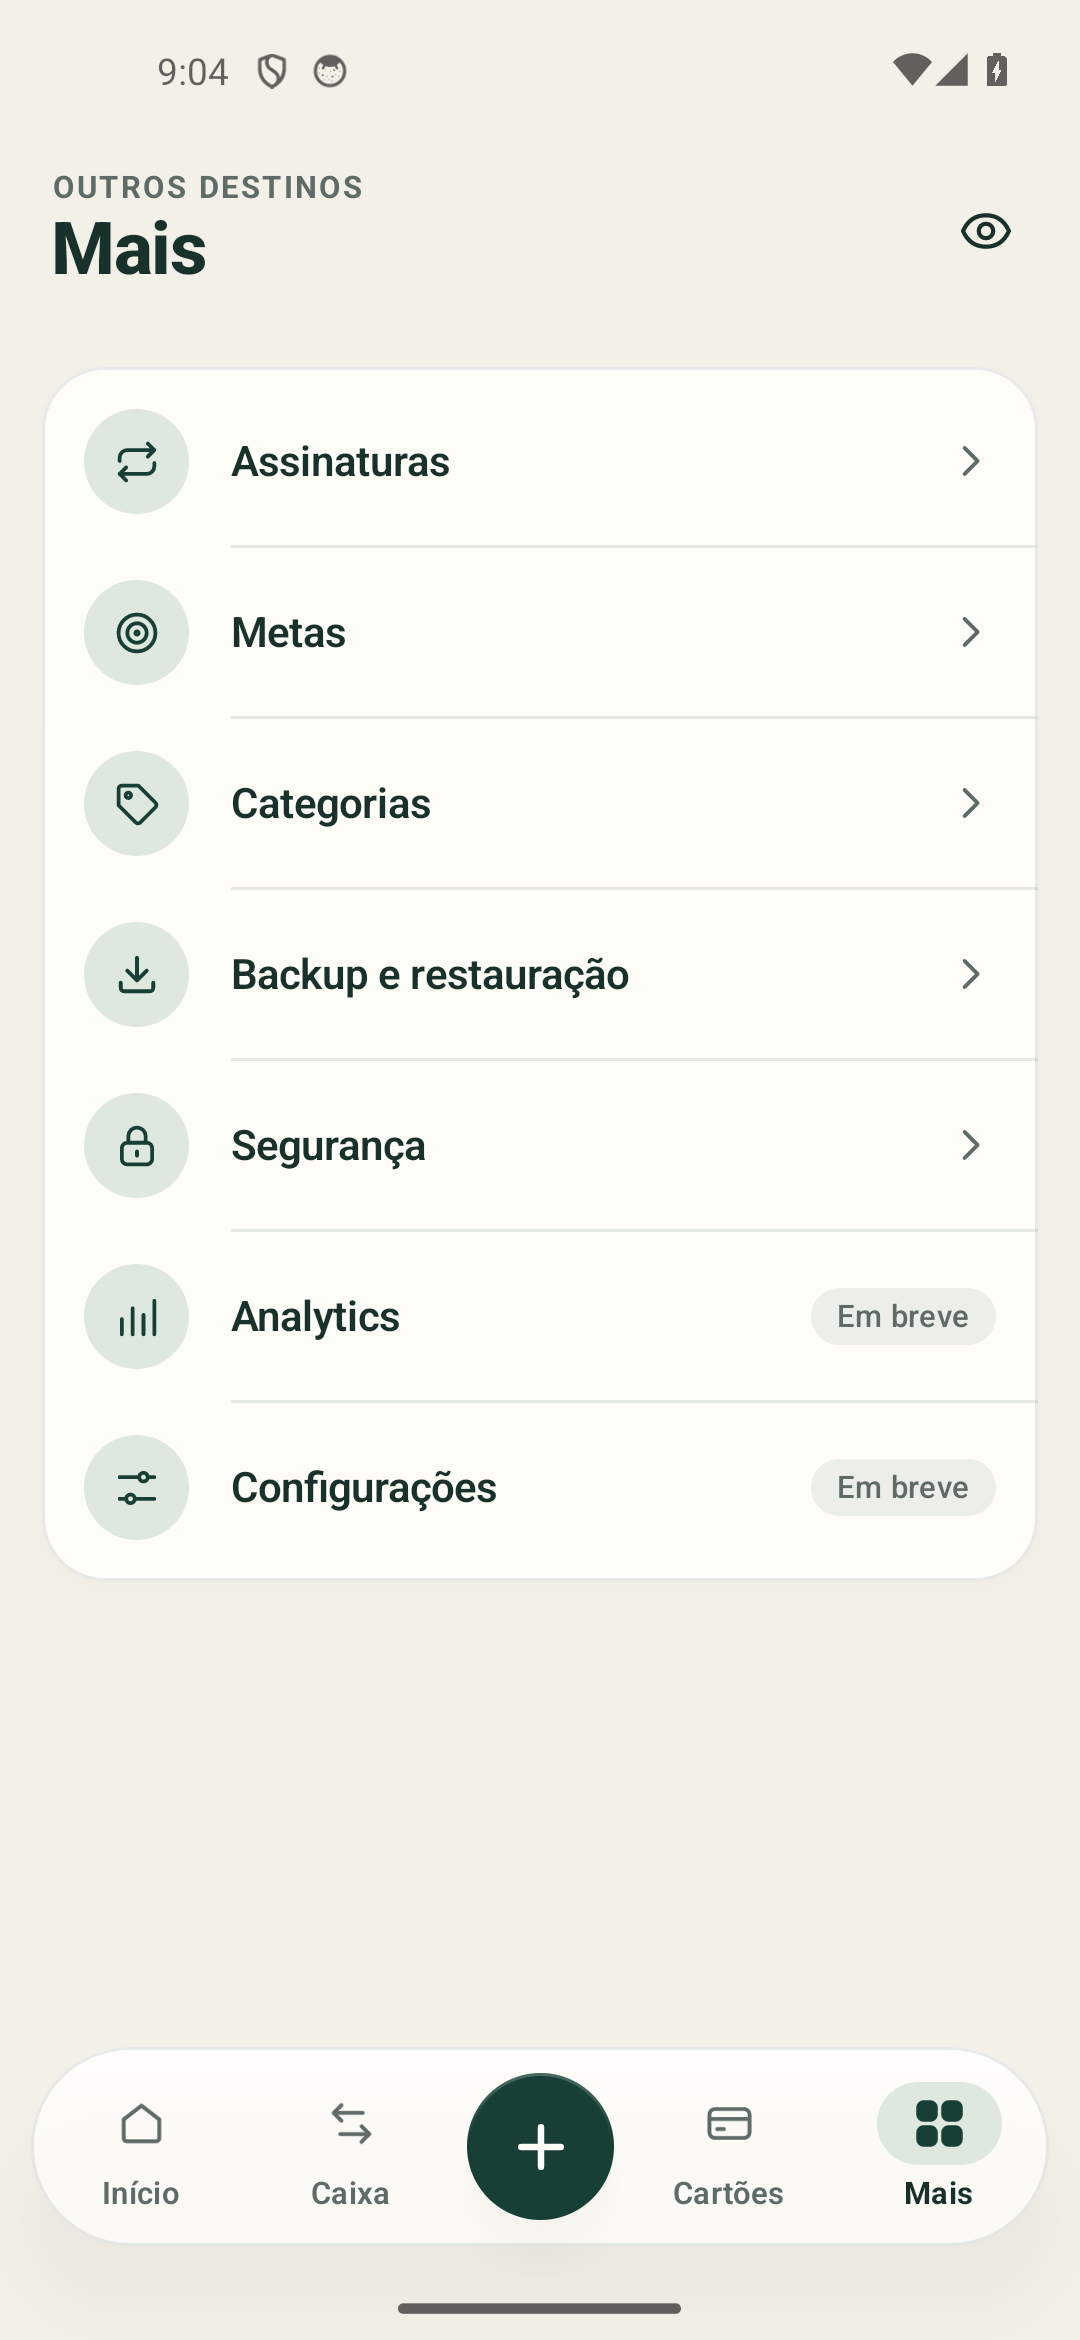 9:04
OUTROS DESTINOS
Mais
Assinaturas
Metas
Categorias
Backup e restauração
Segurança
Analytics
Em breve
Configurações
Em breve
Início
Caixa
Cartões
Mais